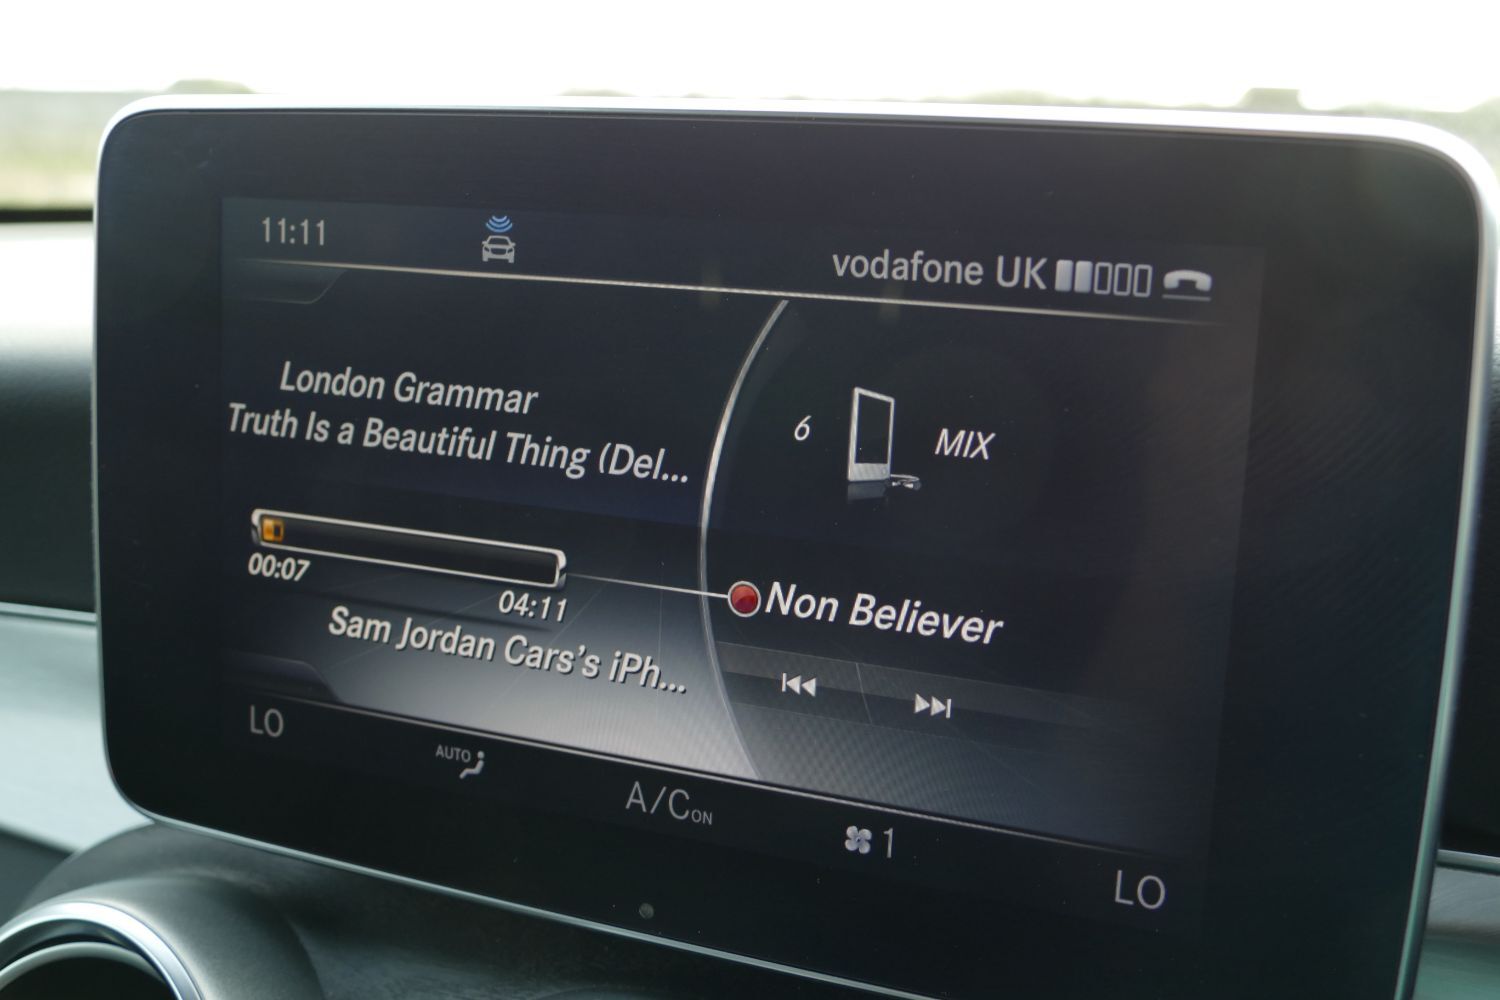 11:11
vodafone UK
London Grammar
Truth Is a Beautiful Thing (Del...
6
MIX
00:07
04:11
Non Believer
Sam Jordan Cars's iPh...
LO
AUTO
A/C ON
1
LO